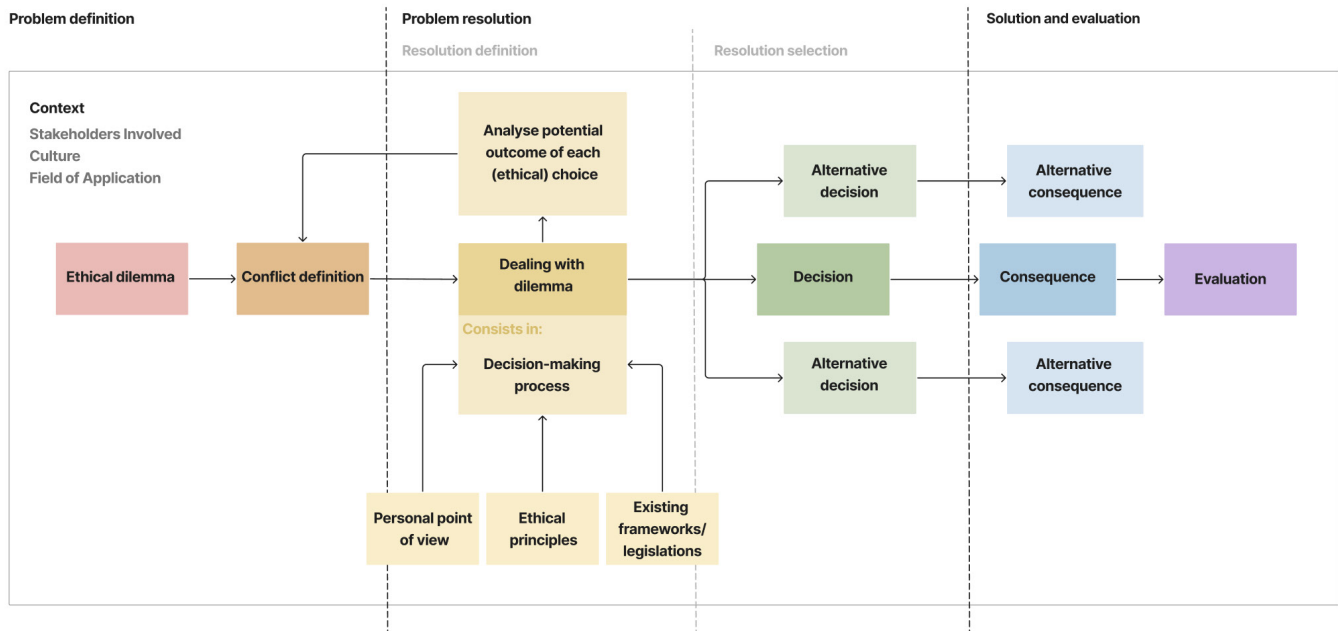 Problem definition
Problem resolution
Solution and evaluation
Resolution definition
Resolution selection
Context
Stakeholders Involved
Culture
Field of Application
Analyse potential
outcome of each
(ethical) choice
Alternative
decision
Alternative
consequence
Ethical dilemma
Conflict definition
Dealing with
dilemma
Decision
Consequence
Evaluation
Consists in:
Decision-making
process
Alternative
decision
Alternative
consequence
Personal point
of view
Ethical
principles
Existing
frameworks/
legislations